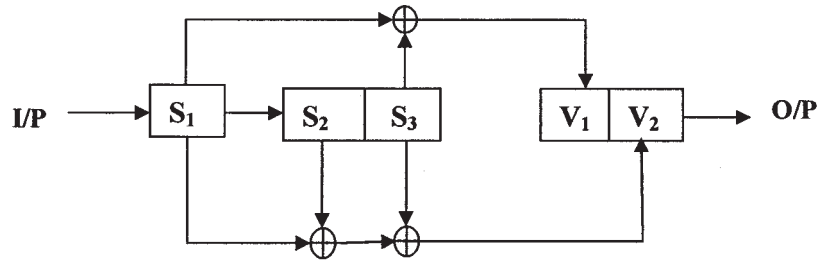 I/P S₁ S₂ S₃ V₁ V₂ O/P